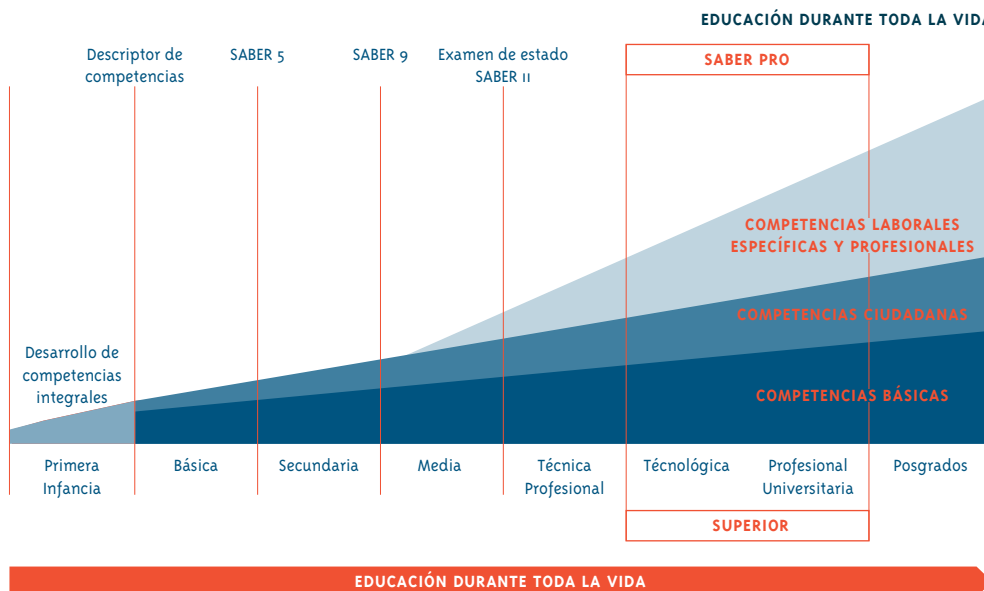 EDUCACIÓN DURANTE TODA LA VIDA
Descriptor de
competencias
SABER 5
SABER 9
Examen de estado
SABER 11
SABER PRO
COMPETENCIAS LABORALES
ESPECÍFICAS Y PROFESIONALES
COMPETENCIAS CIUDADANAS
Desarrollo de
competencias
integrales
COMPETENCIAS BÁSICAS
Primera
Infancia
Básica
Secundaria
Media
Técnica
Profesional
Técnológica
Profesional
Universitaria
Posgrados
SUPERIOR
EDUCACIÓN DURANTE TODA LA VIDA